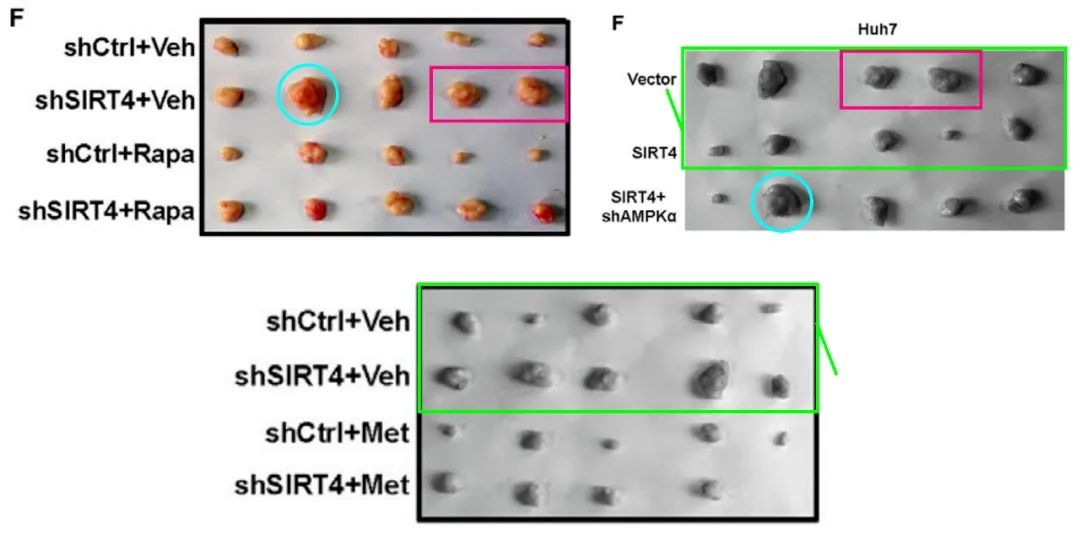 F
shCtrl+Veh
shSIRT4+Veh
shCtrl+Rapa
shSIRT4+Rapa
F
Huh7
Vector
SIRT4
SIRT4+
shAMPKα
shCtrl+Veh
shSIRT4+Veh
shCtrl+Met
shSIRT4+Met